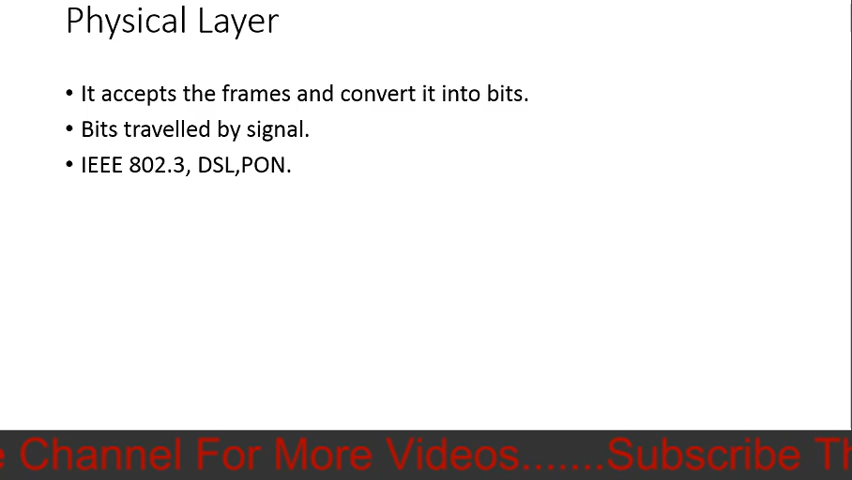 Physical Layer
• It accepts the frames and convert it into bits.
• Bits travelled by signal.
• IEEE 802.3, DSL,PON.
Channel For More Videos.......Subscribe